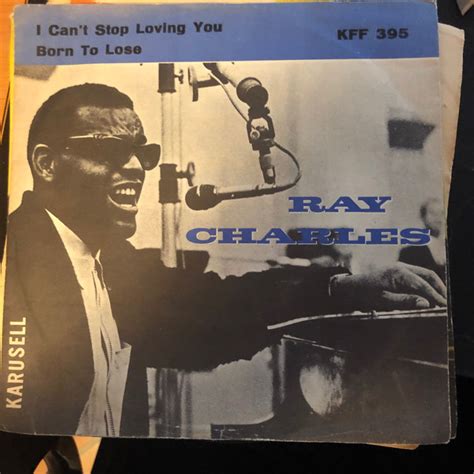 I Can't Stop Loving You
Born To Lose
KFF 395
RAY
CHARLES
KARUSELL